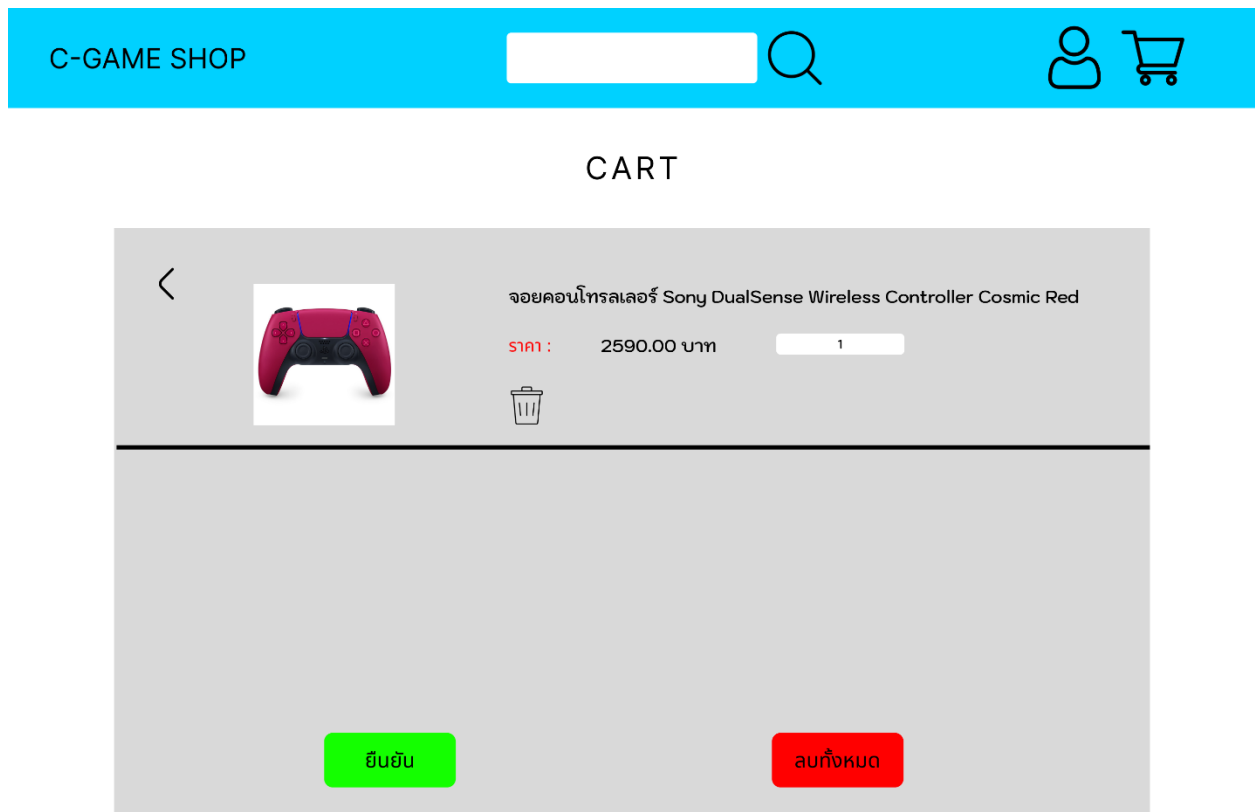 C-GAME SHOP
CART
จอยคอนโทรลเลอร์ Sony DualSense Wireless Controller Cosmic Red
ราคา : 2590.00 บาท 1
ยืนยัน ลบทั้งหมด